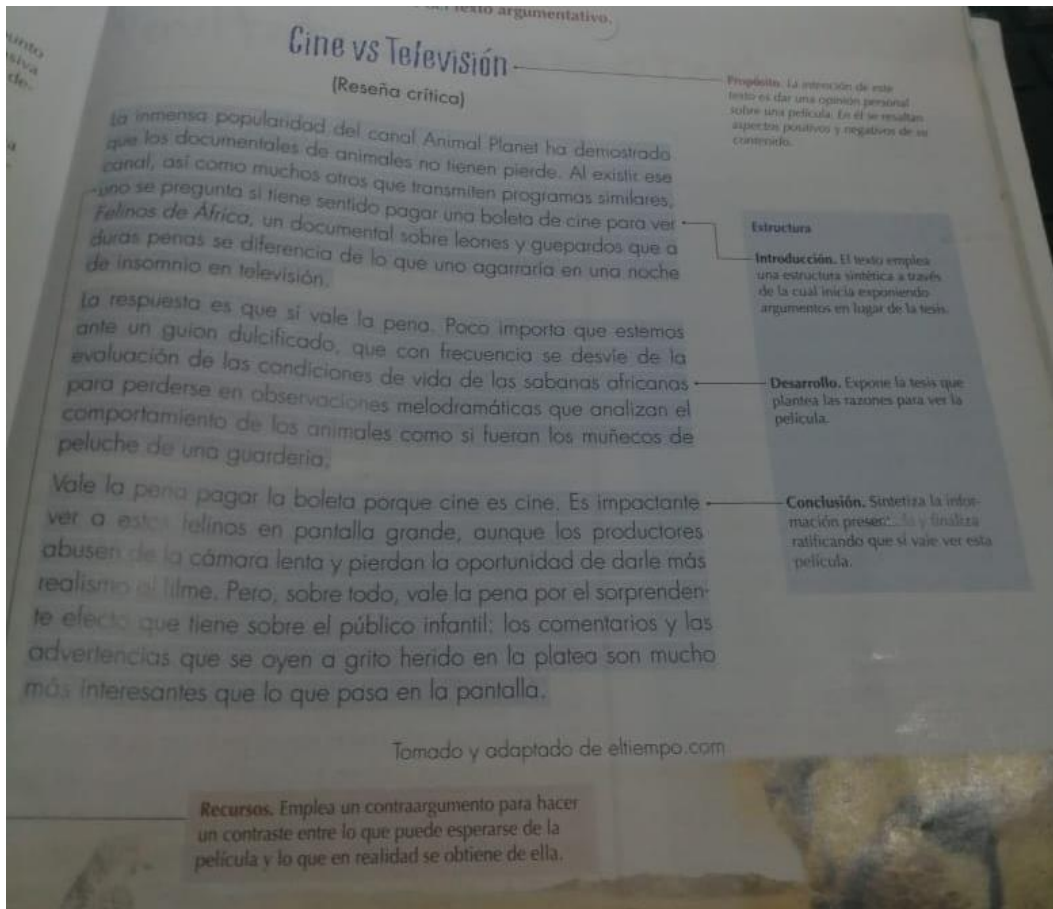 texto argumentativo.
Cine vs Televisión
(Reseña crítica)
La inmensa popularidad del canal Animal Planet ha demostrado
que los documentales de animales no tienen pierde. Al existir ese
canal, así como muchos otros que transmiten programas similares,
uno se pregunta si tiene sentido pagar una boleta de cine para ver
Felinos de África, un documental sobre leones y guepardos que a
duras penas se diferencia de lo que uno agarraría en una noche
de insomnio en televisión.
La respuesta es que sí vale la pena. Poco importa que estemos
ante un guion dulcificado, que con frecuencia se desvíe de la
evaluación de las condiciones de vida de las sabanas africanas
para perderse en observaciones melodramáticas que analizan el
comportamiento de los animales como si fueran los muñecos de
peluche de una guardería.
Vale la pena pagar la boleta porque cine es cine. Es impactante
ver a estos felinos en pantalla grande, aunque los productores
abusen de la cámara lenta y pierdan la oportunidad de darle más
realismo al filme. Pero, sobre todo, vale la pena por el sorprenden-
te efecto que tiene sobre el público infantil: los comentarios y las
advertencias que se oyen a grito herido en la platea son mucho
más interesantes que lo que pasa en la pantalla.
Tomado y adaptado de eltiempo.com
Propósito. La intención de este
texto es dar una opinión personal
sobre una película. En él se resaltan
aspectos positivos y negativos de su
contenido.
Estructura
Introducción. El texto emplea
una estructura sintética a través
de la cual inicia exponiendo
argumentos en lugar de la tesis.
Desarrollo. Expone la tesis que
plantea las razones para ver la
película.
Conclusión. Sintetiza la infor-
mación presentada y finaliza
ratificando que sí vale ver esta
película.
Recursos. Emplea un contraargumento para hacer
un contraste entre lo que puede esperarse de la
película y lo que en realidad se obtiene de ella.